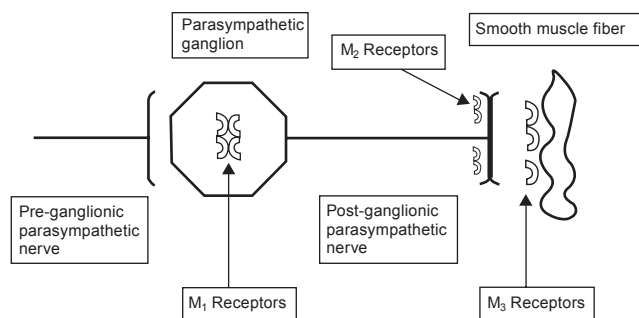 Parasympathetic
ganglion
M₂ Receptors
Smooth muscle fiber
Pre-ganglionic
parasympathetic
nerve
Post-ganglionic
parasympathetic
nerve
M₁ Receptors
M₃ Receptors